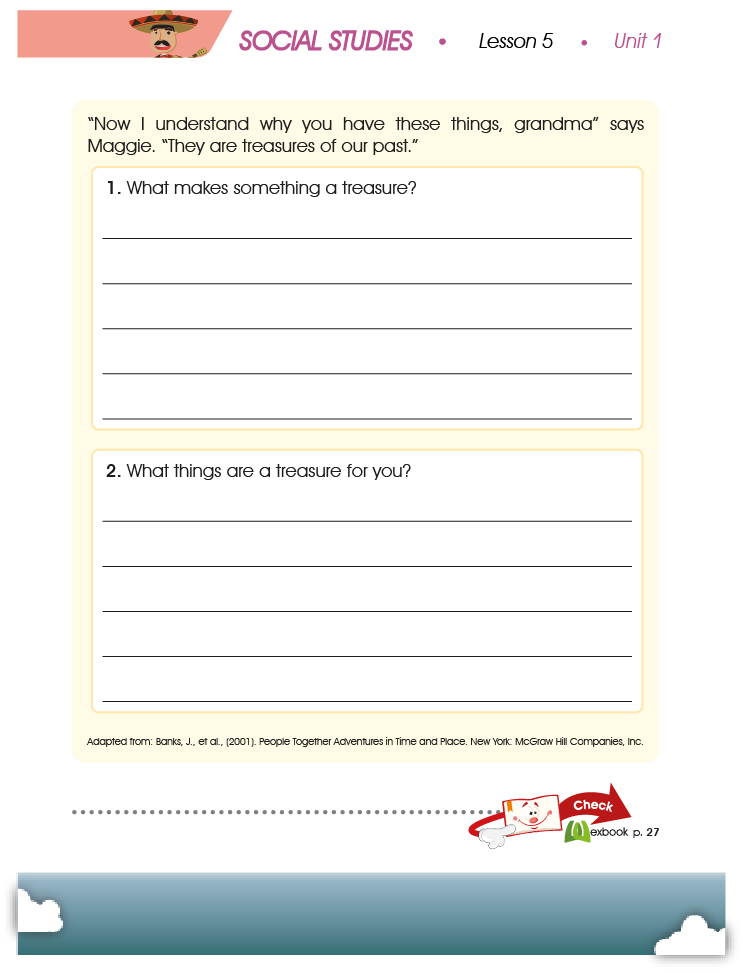 SOCIAL STUDIES • Lesson 5 • Unit 1
“Now I understand why you have these things, grandma” says
Maggie. “They are treasures of our past.”
1. What makes something a treasure?
2. What things are a treasure for you?
Adapted from: Banks, J., et al., (2001). People Together Adventures in Time and Place. New York: McGraw Hill Companies, Inc.
Check
exbook p. 27